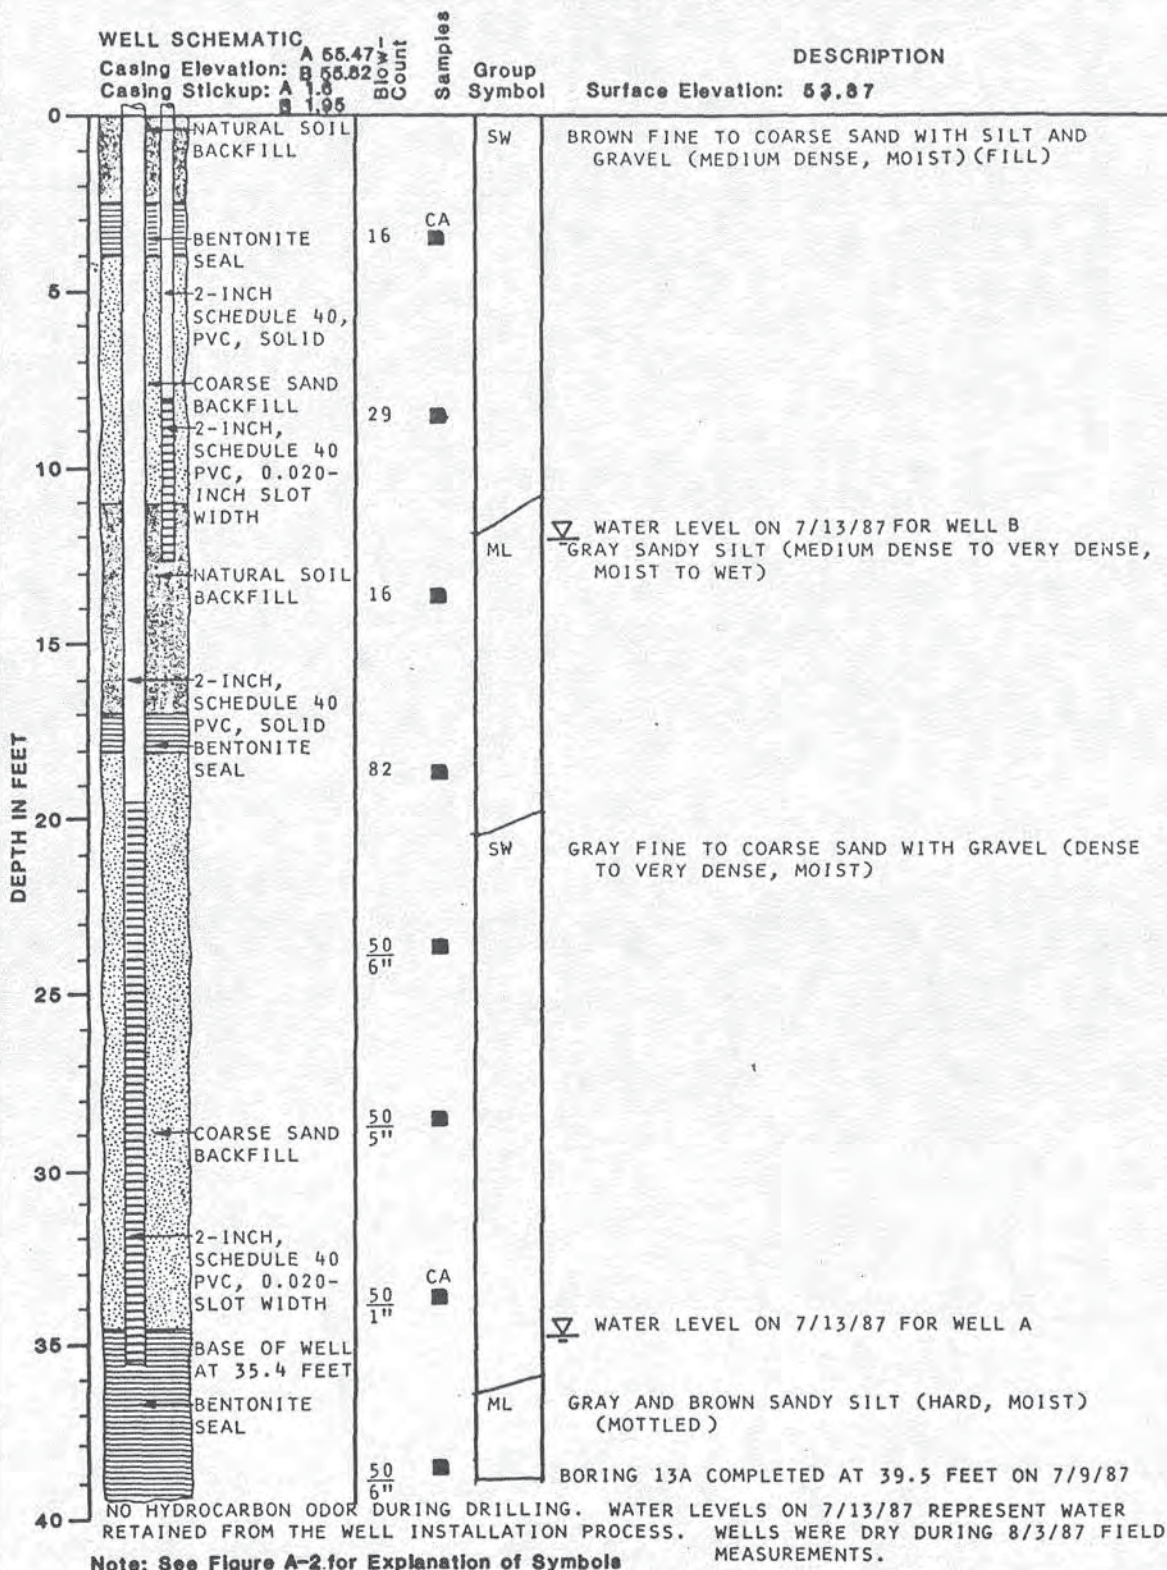 WELL SCHEMATIC
Casing Elevation: A 55.47
B 55.82
Casing Stickup: A 1.6
B 1.95
Blow-
Count
Samples
Group
Symbol
DESCRIPTION
Surface Elevation: 53.87
DEPTH IN FEET
0
5
10
15
20
25
30
35
40
NATURAL SOIL
BACKFILL
BENTONITE
SEAL
2-INCH
SCHEDULE 40,
PVC, SOLID
COARSE SAND
BACKFILL
2-INCH,
SCHEDULE 40
PVC, 0.020-
INCH SLOT
WIDTH
NATURAL SOIL
BACKFILL
2-INCH,
SCHEDULE 40
PVC, SOLID
BENTONITE
SEAL
COARSE SAND
BACKFILL
2-INCH,
SCHEDULE 40
PVC, 0.020-
SLOT WIDTH
BASE OF WELL
AT 35.4 FEET
BENTONITE
SEAL
16
29
16
82
50
6"
50
5"
50
1"
50
6"
CA
CA
SW
BROWN FINE TO COARSE SAND WITH SILT AND
GRAVEL (MEDIUM DENSE, MOIST) (FILL)
WATER LEVEL ON 7/13/87 FOR WELL B
ML
GRAY SANDY SILT (MEDIUM DENSE TO VERY DENSE,
MOIST TO WET)
SW
GRAY FINE TO COARSE SAND WITH GRAVEL (DENSE
TO VERY DENSE, MOIST)
WATER LEVEL ON 7/13/87 FOR WELL A
ML
GRAY AND BROWN SANDY SILT (HARD, MOIST)
(MOTTLED)
BORING 13A COMPLETED AT 39.5 FEET ON 7/9/87
NO HYDROCARBON ODOR DURING DRILLING. WATER LEVELS ON 7/13/87 REPRESENT WATER
RETAINED FROM THE WELL INSTALLATION PROCESS. WELLS WERE DRY DURING 8/3/87 FIELD
MEASUREMENTS.
Note: See Figure A-2 for Explanation of Symbols